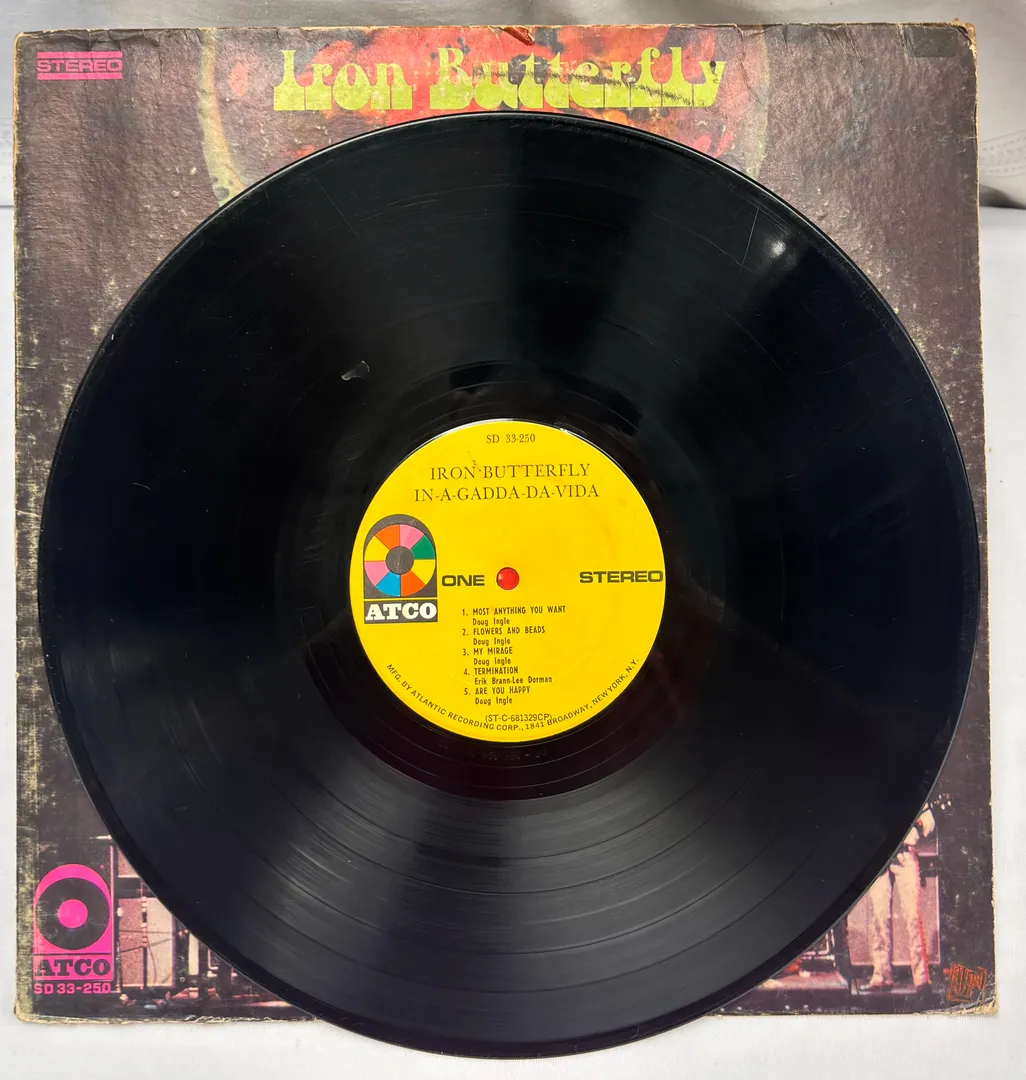 STEREO
Iron Butterfly
SD 33-250
IRON BUTTERFLY
IN-A-GADDA-DA-VIDA
ATCO
ONE
STEREO
1. MOST ANYTHING YOU WANT
Doug Ingle
2. FLOWERS AND BEADS
Doug Ingle
3. MY MIRAGE
Doug Ingle
4. TERMINATION
Erik Brann-Lee Dorman
5. ARE YOU HAPPY
Doug Ingle
(ST-C-681329CP)
MFG. BY ATLANTIC RECORDING CORP., 1841 BROADWAY, NEW YORK, N.Y.
ATCO
SD 33-250